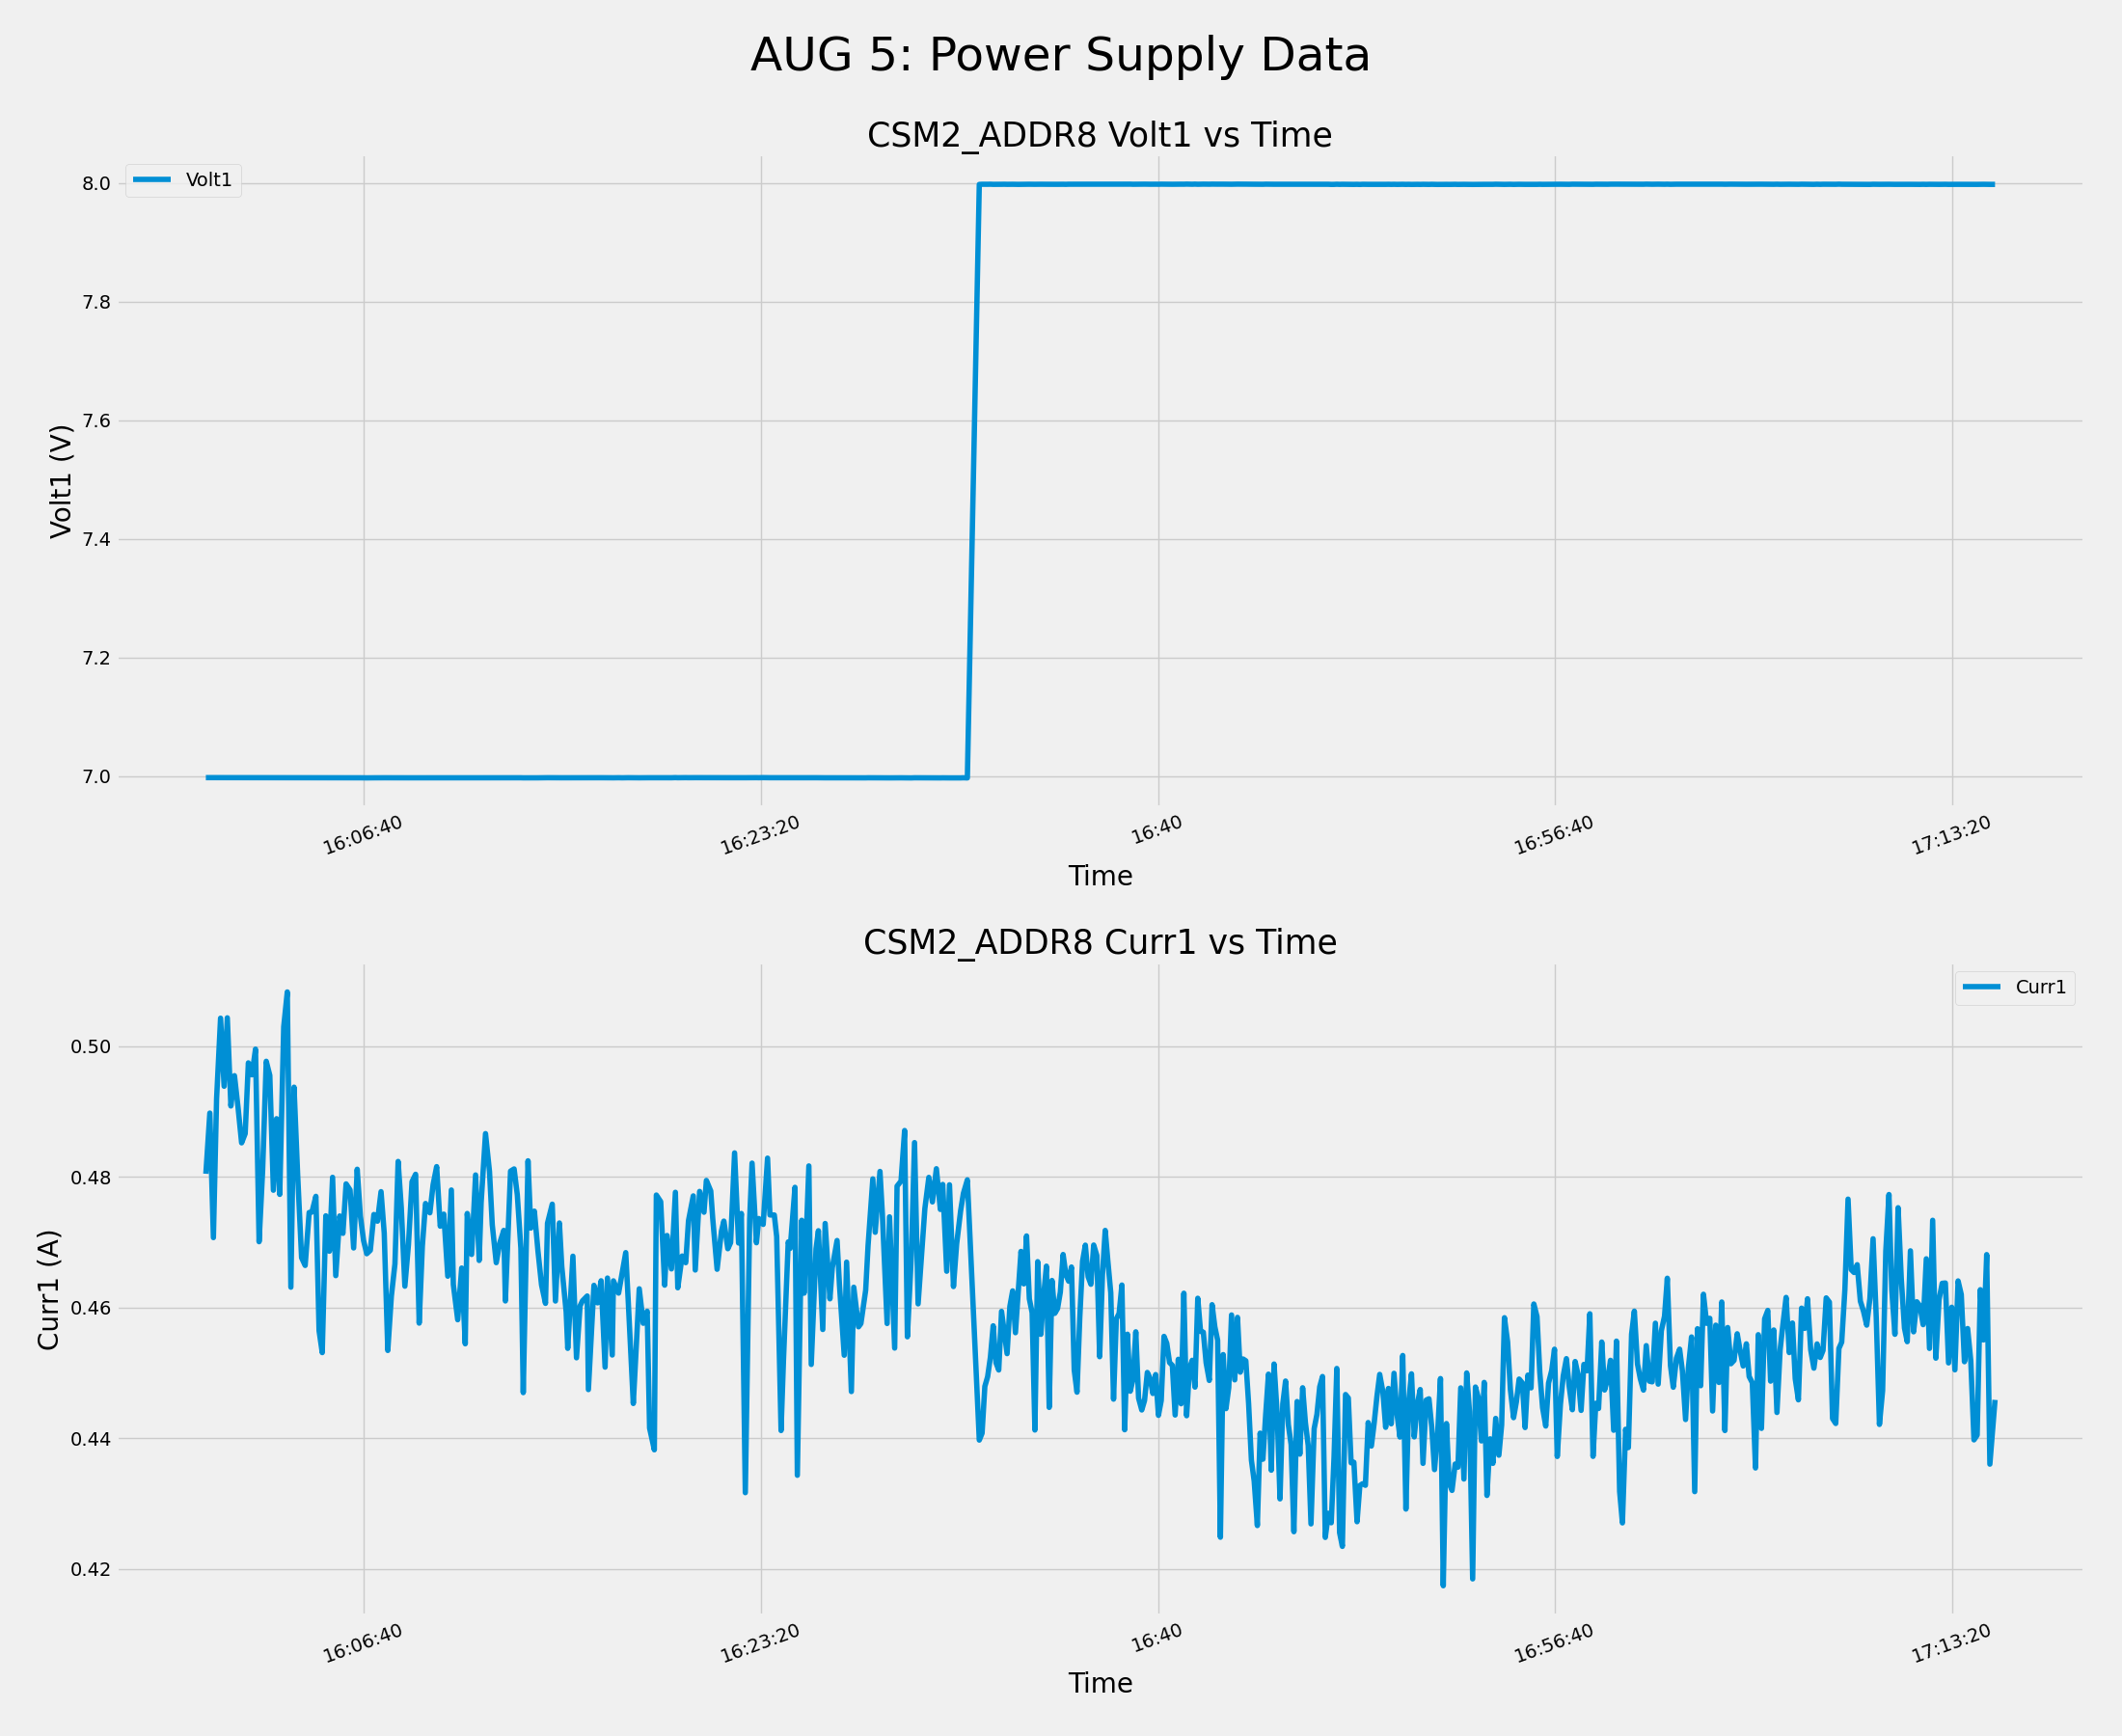 AUG 5: Power Supply Data
CSM2_ADDR8 Volt1 vs Time
Volt1
8.0
7.8
7.6
7.4
7.2
7.0
Volt1 (V)
16:06:40
16:23:20
16:40
16:56:40
17:13:20
Time
CSM2_ADDR8 Curr1 vs Time
Curr1
0.50
0.48
0.46
0.44
0.42
Curr1 (A)
16:06:40
16:23:20
16:40
16:56:40
17:13:20
Time